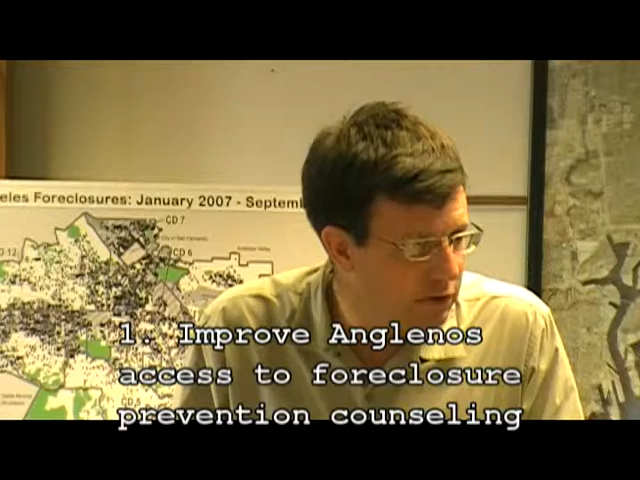 eles Foreclosures: January 2007 - Septem
CD 7
CD 6
CD 5
1. Improve Anglenos
access to foreclosure
prevention counseling